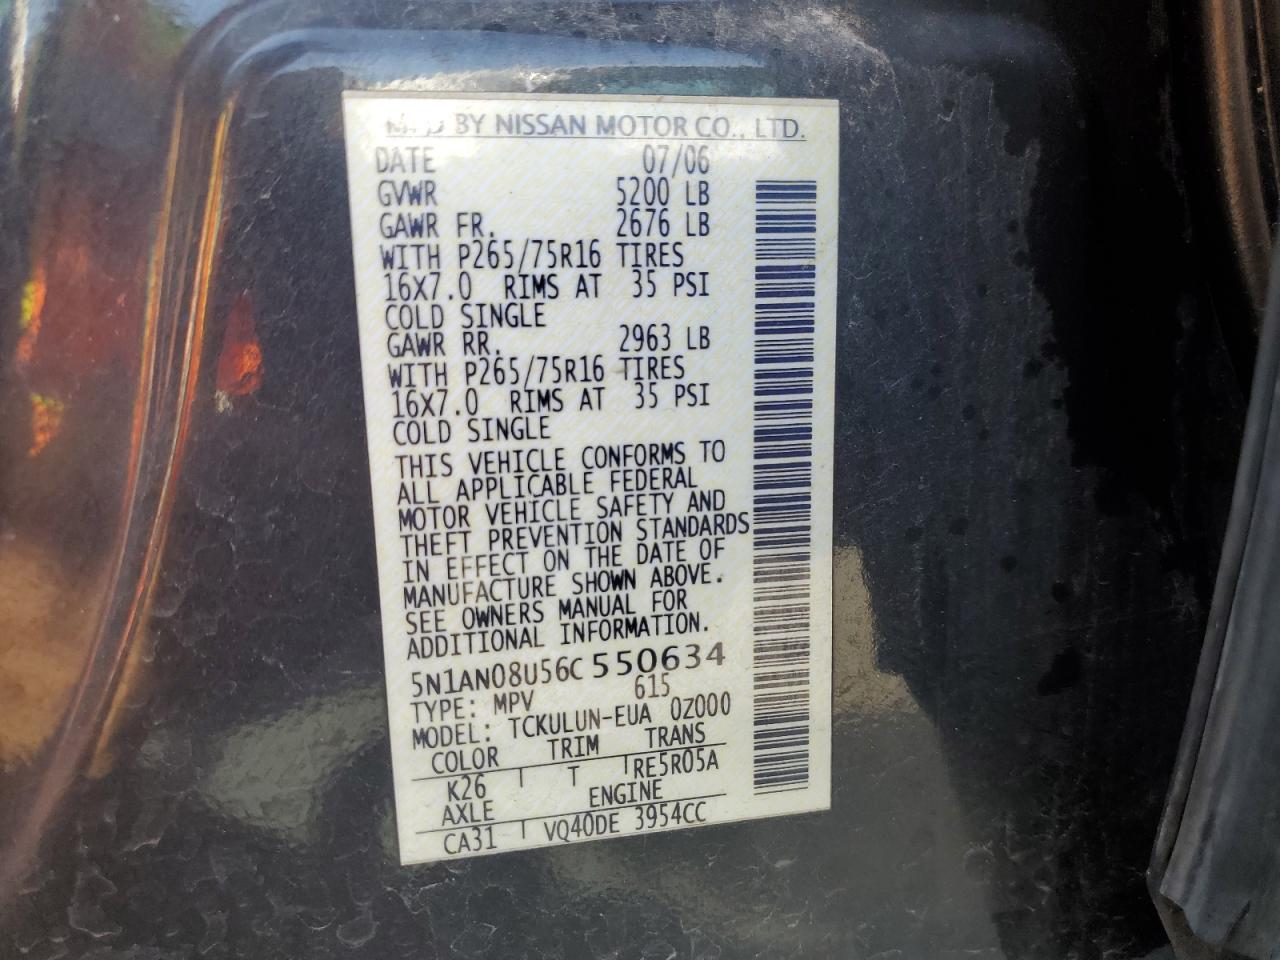 MFD BY NISSAN MOTOR CO., LTD.
DATE 07/06
GVWR 5200 LB
GAWR FR. 2676 LB
WITH P265/75R16 TIRES
16X7.0 RIMS AT 35 PSI
COLD SINGLE
GAWR RR. 2963 LB
WITH P265/75R16 TIRES
16X7.0 RIMS AT 35 PSI
COLD SINGLE
THIS VEHICLE CONFORMS TO
ALL APPLICABLE FEDERAL
MOTOR VEHICLE SAFETY AND
THEFT PREVENTION STANDARDS
IN EFFECT ON THE DATE OF
MANUFACTURE SHOWN ABOVE.
SEE OWNERS MANUAL FOR
ADDITIONAL INFORMATION.
5N1AN08U56C550634
TYPE: MPV 615
MODEL: TCKULUN-EUA 0Z000
COLOR TRIM TRANS
K26 T RE5R05A
AXLE ENGINE
CA31 VQ40DE 3954CC